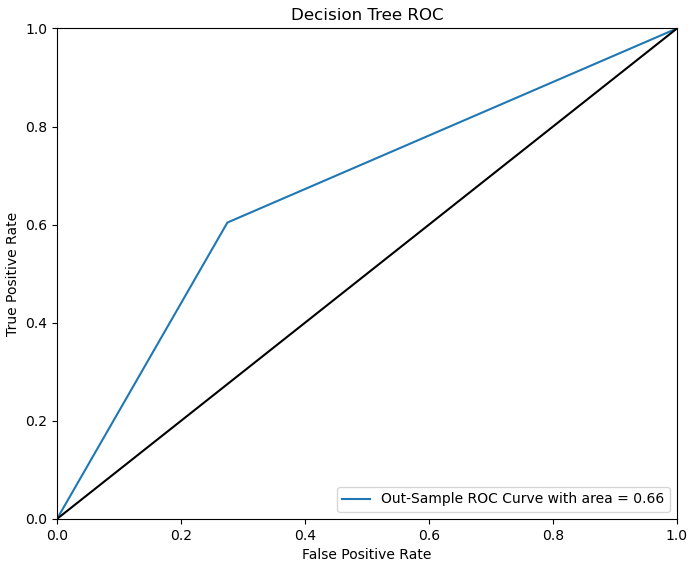 Decision Tree ROC
1.0
0.8
0.6
0.4
0.2
0.0
True Positive Rate
Out-Sample ROC Curve with area = 0.66
0.0 0.2 0.4 0.6 0.8 1.0
False Positive Rate